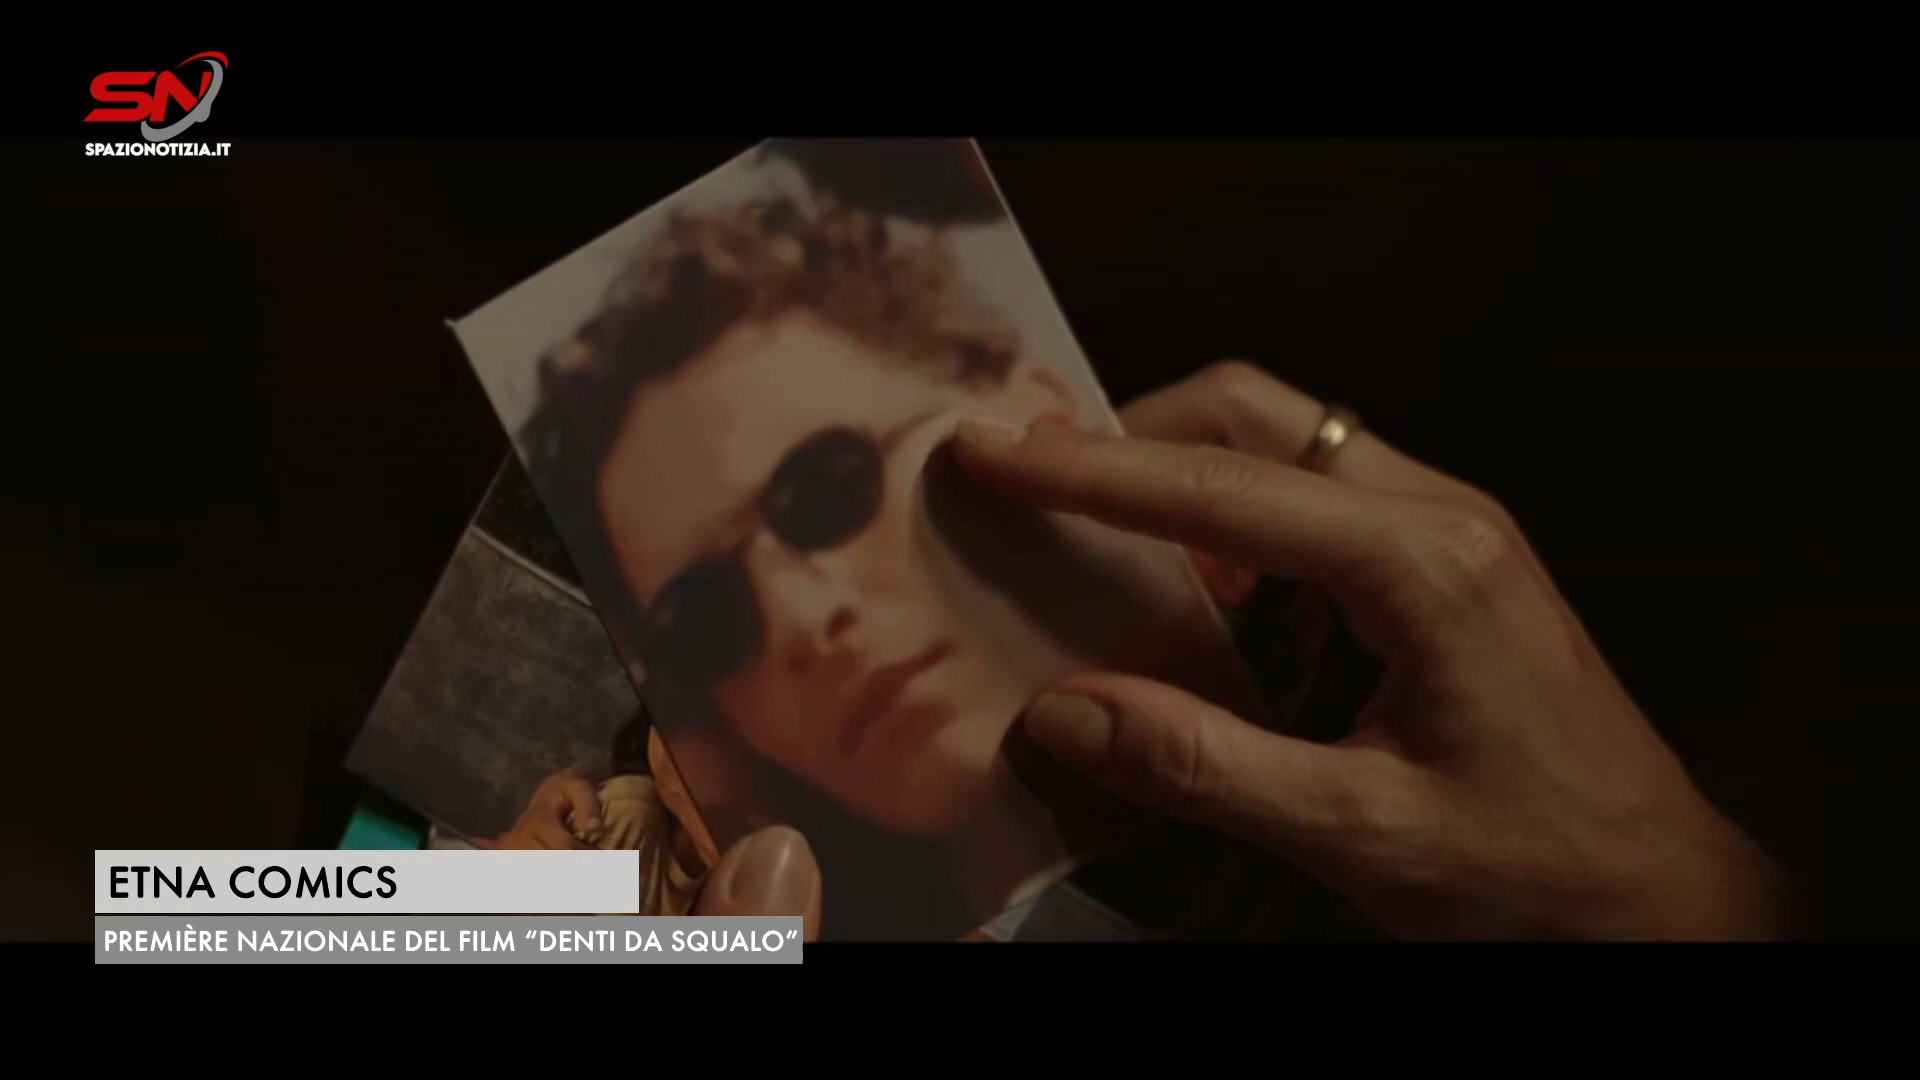 SN
SPAZIONOTIZIA.IT
ETNA COMICS
PREMIÈRE NAZIONALE DEL FILM “DENTI DA SQUALO”